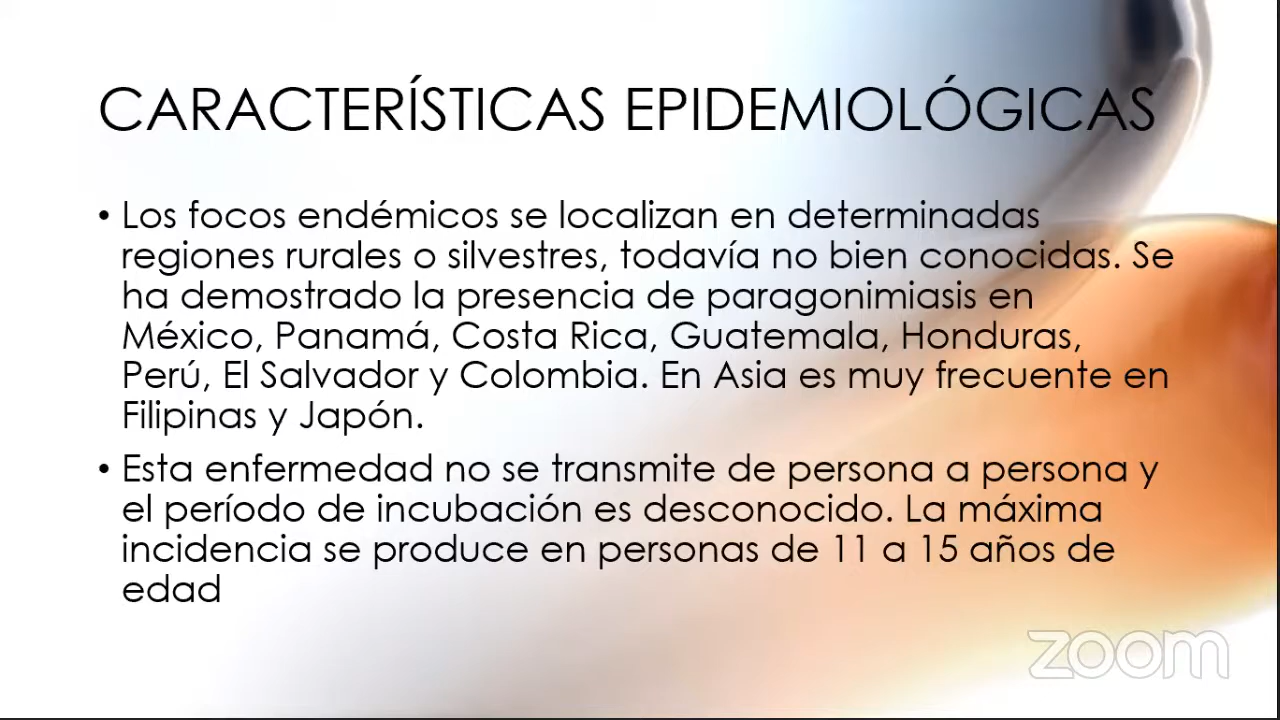 CARACTERÍSTICAS EPIDEMIOLÓGICAS
• Los focos endémicos se localizan en determinadas
regiones rurales o silvestres, todavía no bien conocidas. Se
ha demostrado la presencia de paragonimiasis en
México, Panamá, Costa Rica, Guatemala, Honduras,
Perú, El Salvador y Colombia. En Asia es muy frecuente en
Filipinas y Japón.
• Esta enfermedad no se transmite de persona a persona y
el período de incubación es desconocido. La máxima
incidencia se produce en personas de 11 a 15 años de
edad
zoom